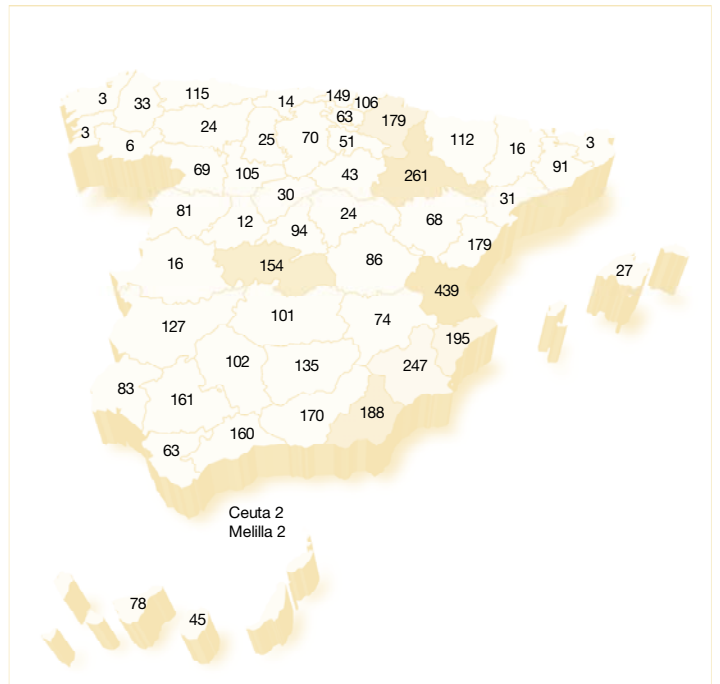 3 33 115 14 149 106
3 6 24 25 70 63 51 179 112 16 91 3
69 105 30 43 261 31
81 12 94 24 68 179
16 154 86 439 27
127 101 74 195
83 161 102 135 247
63 160 170 188
Ceuta 2
Melilla 2
78 45